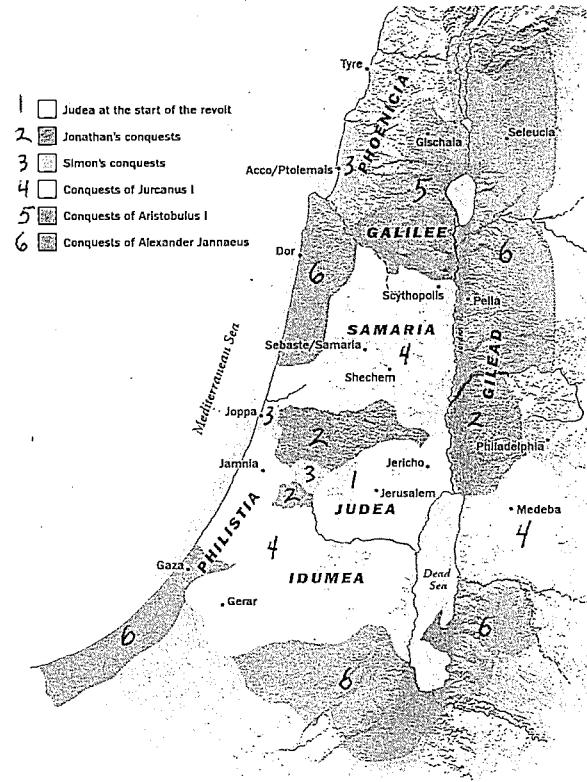 1 Judea at the start of the revolt
2 Jonathan's conquests
3 Simon's conquests
4 Conquests of Jurcanus I
5 Conquests of Aristobulus I
6 Conquests of Alexander Jannaeus
Tyre
PHOENICIA
Gischala
Seleucia
Acco/Ptolemais
3
5
GALILEE
6
Dor
6
Scythopolis
Pella
SAMARIA
Sebaste/Samaria
4
GILEAD
Shechem
Mediterranean Sea
Joppa
3
2
2
Philadelphia
Jamnia
3
1
Jericho
2
Jerusalem
JUDEA
Medeba
4
PHILISTIA
4
Gaza
IDUMEA
Dead
Sea
Gerar
6
6
6